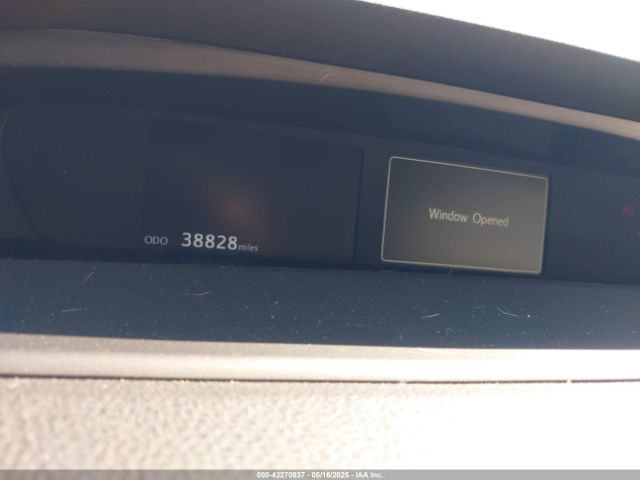 ODO 38828 miles
Window Opened
000-42270937 - 05/16/2025 - IAA Inc.